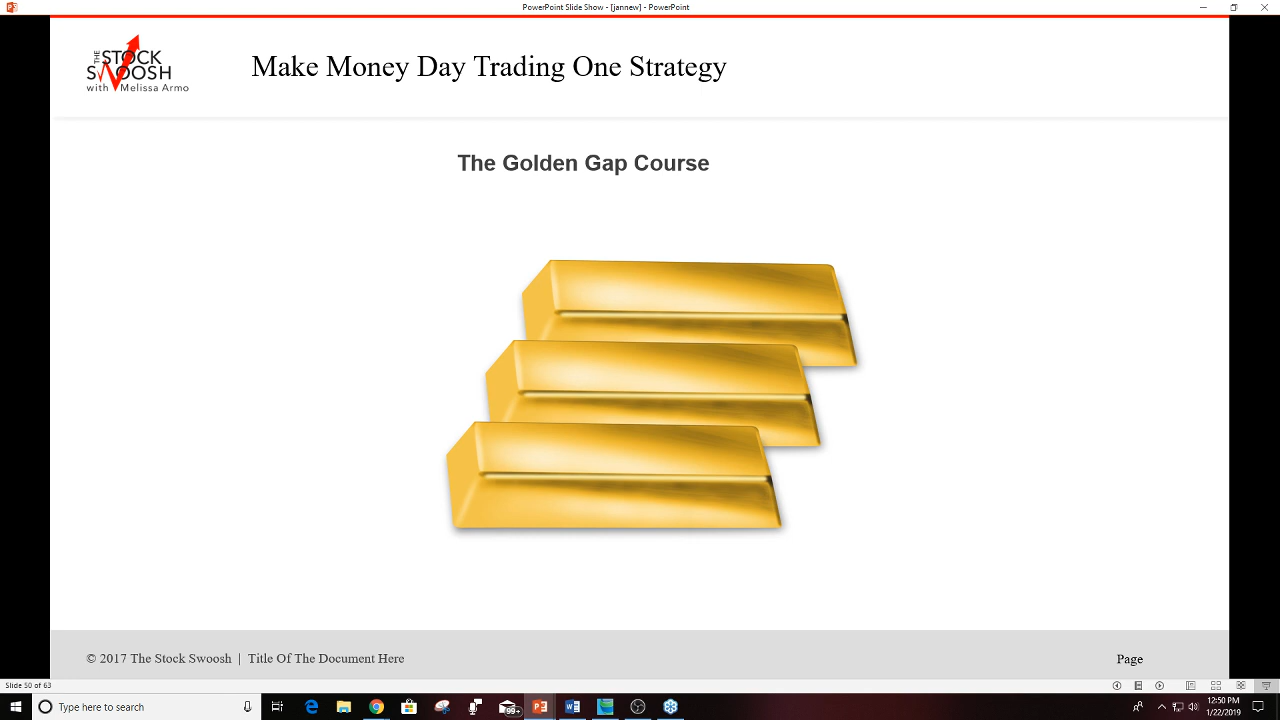 PowerPoint Slide Show - [jannew] - PowerPoint
THE STOCK
SWOOSH
with Melissa Armo
Make Money Day Trading One Strategy
The Golden Gap Course
© 2017 The Stock Swoosh | Title Of The Document Here
Page
Slide 50 of 63
Type here to search
99+
12:50 PM
1/22/2019